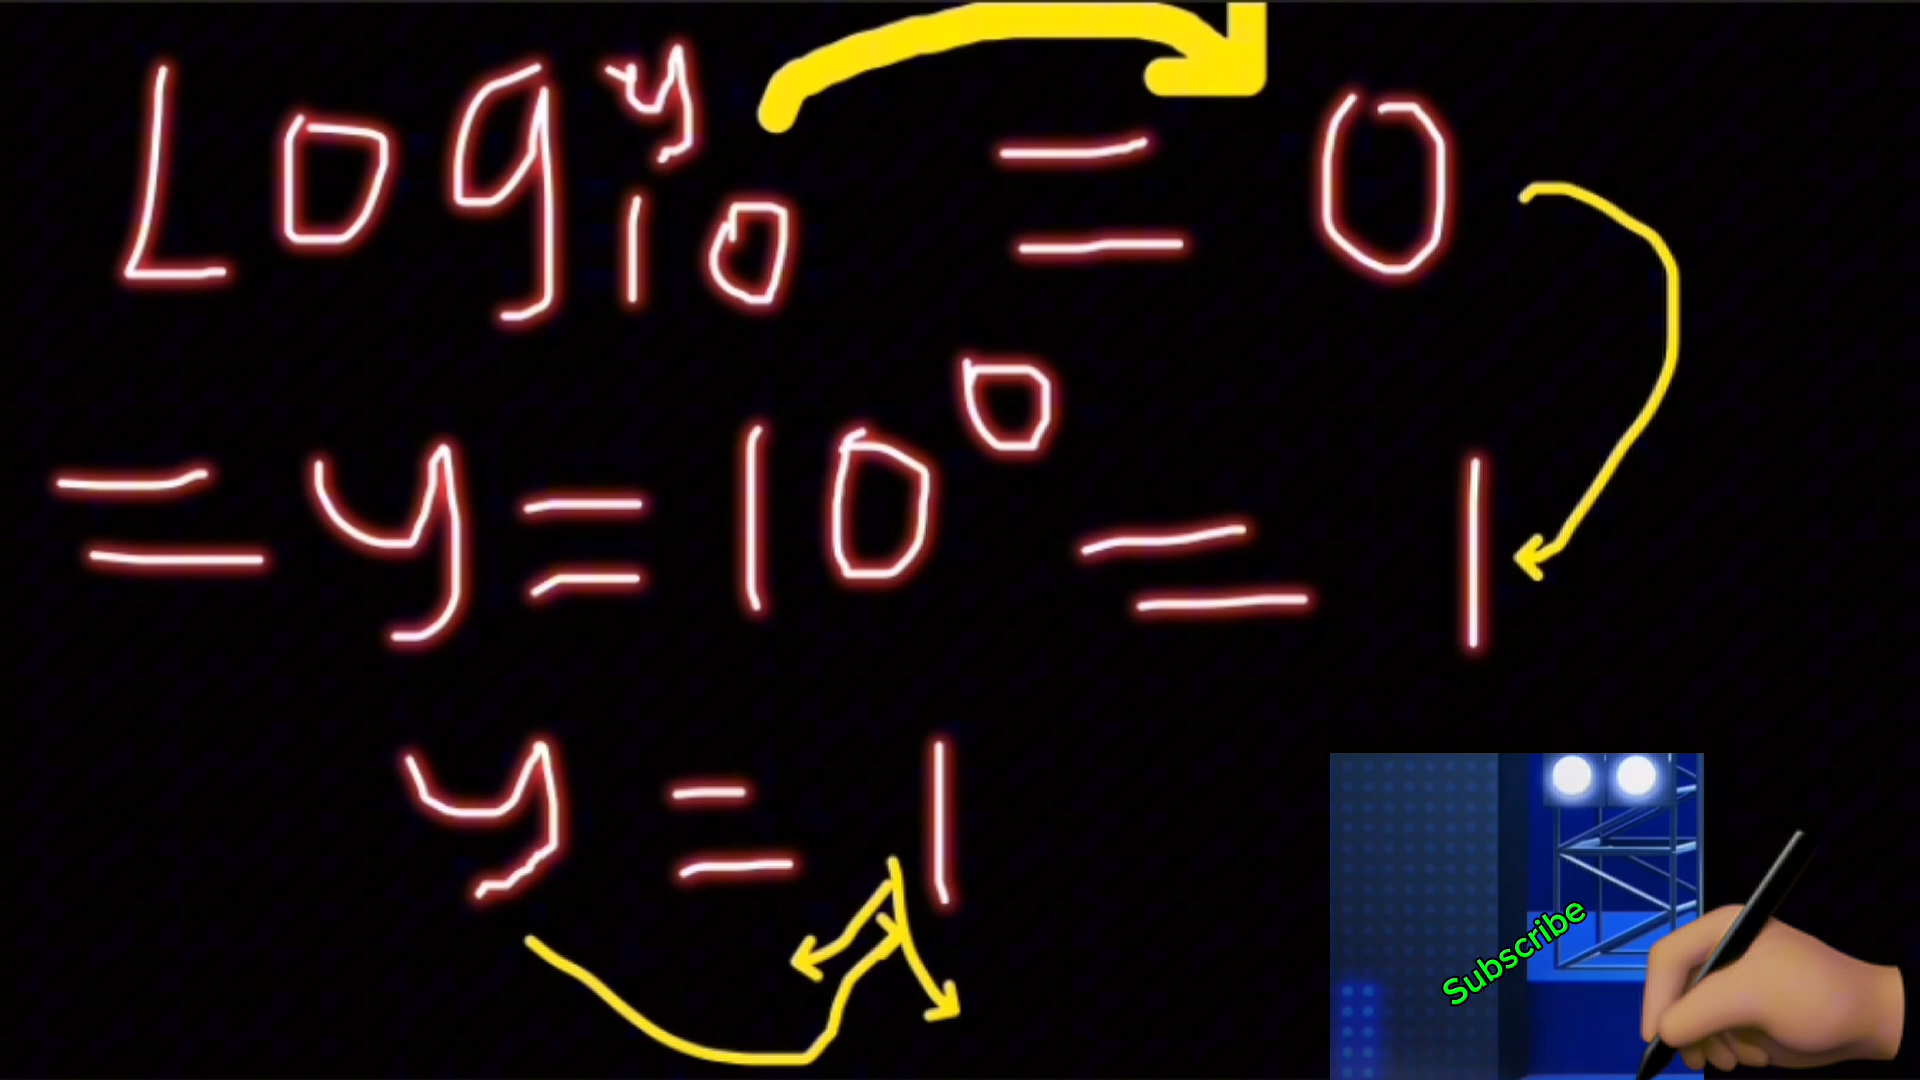 Log₁₀ʸ = 0
= y = 10⁰ = 1
y = 1
Subscribe